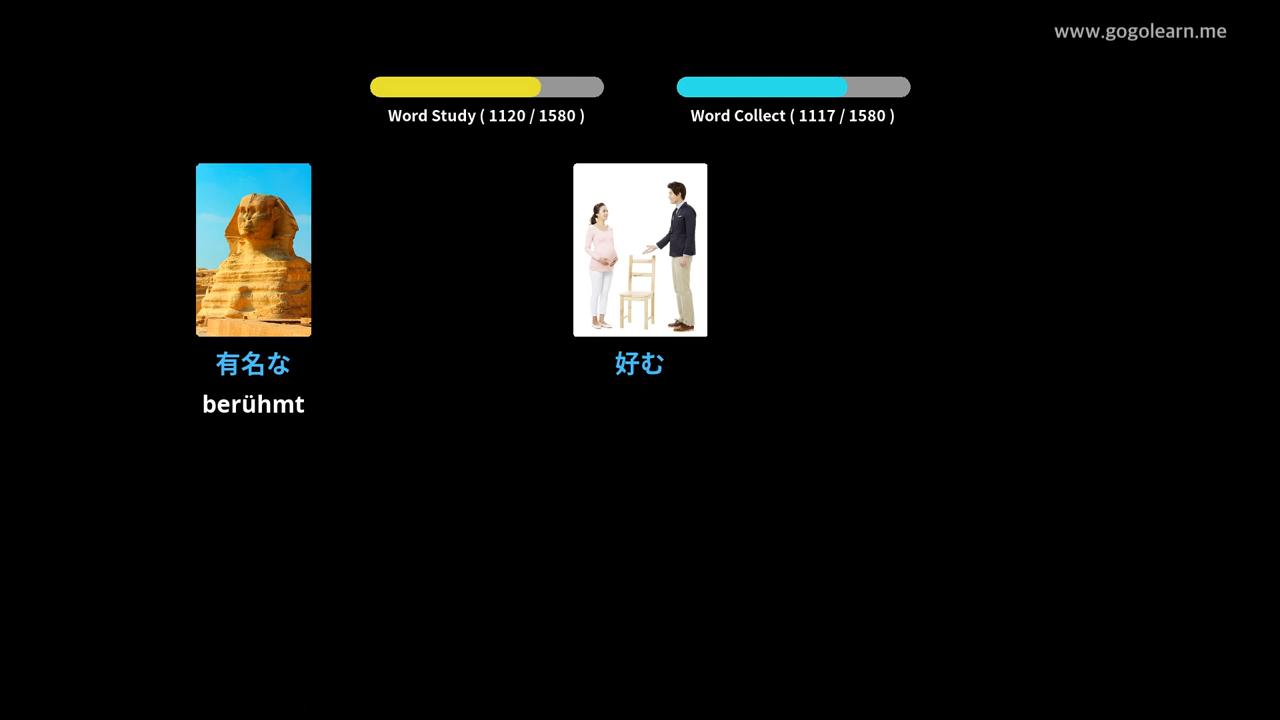 www.gogolearn.me
Word Study ( 1120 / 1580 )
Word Collect ( 1117 / 1580 )
有名な
berühmt
好む